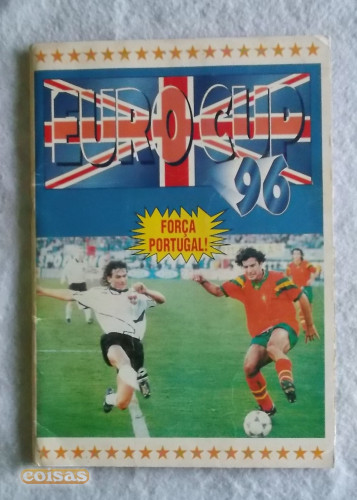 EURO CUP
96
FORÇA
PORTUGAL!
coisas